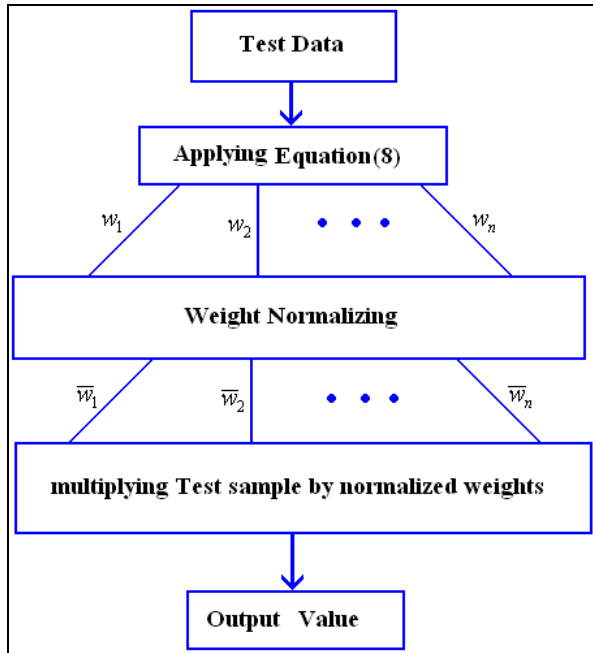 Test Data
Applying Equation(8)
w₁ w₂ • • • wₙ
Weight Normalizing
w̅₁ w̅₂ • • • w̅ₙ
multiplying Test sample by normalized weights
Output Value